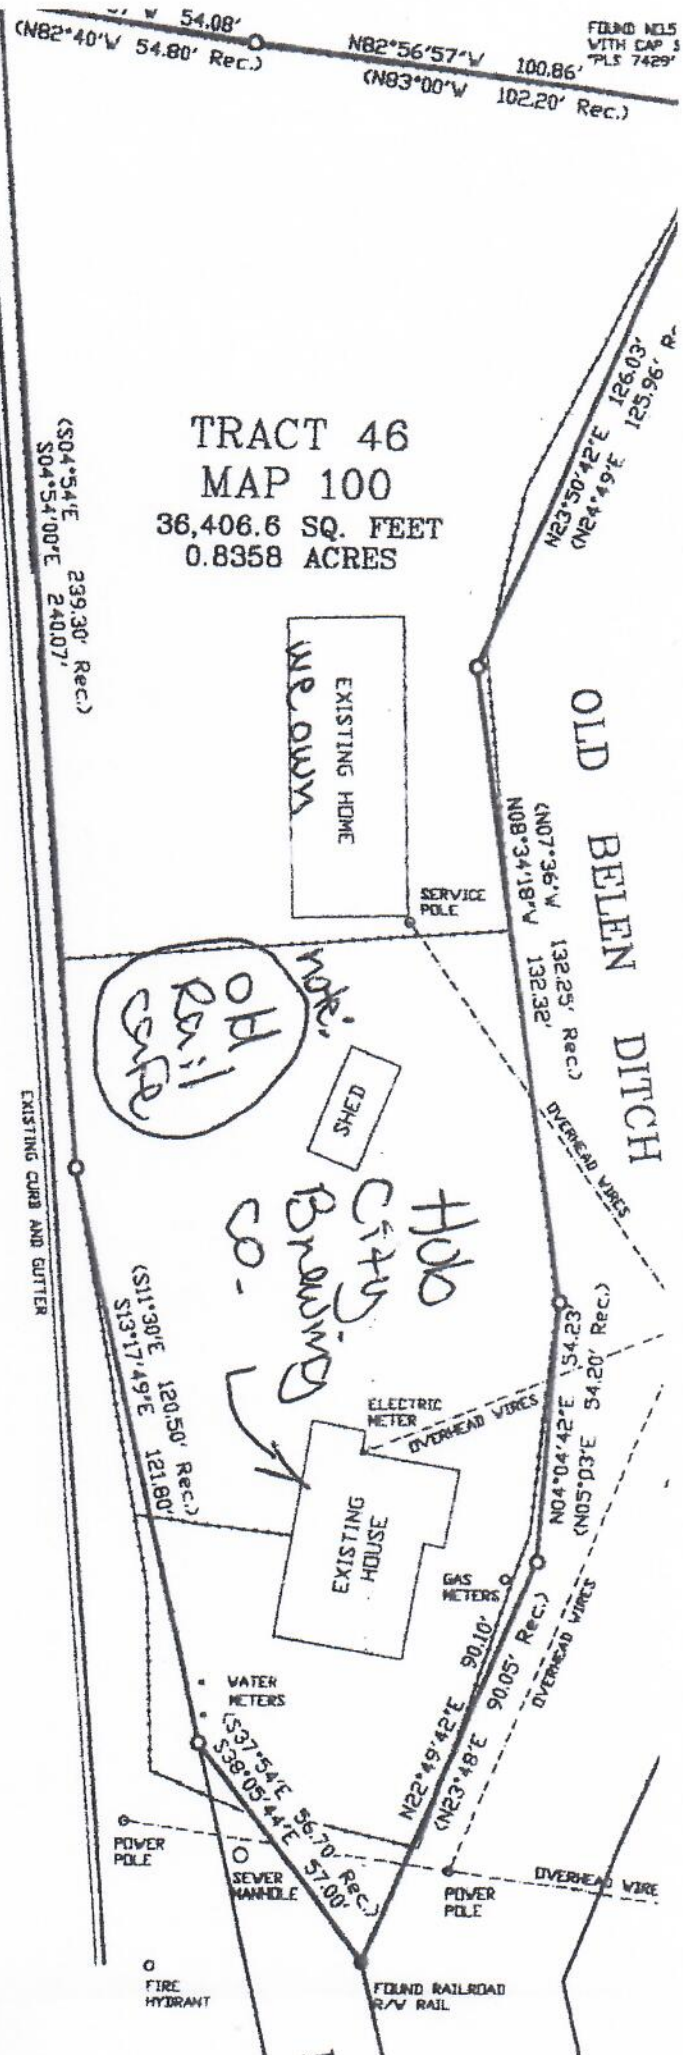 W 54.08'
(N82°40'W 54.80' Rec.)
N82°56'57"W 100.86'
(N83°00'W 102.20' Rec.)
FOUND
WITH CAP
"PLS 7429"
N23°50'42"E 126.03'
(N24°49'E 125.96'
TRACT 46
MAP 100
36,406.6 SQ. FEET
0.8358 ACRES
(S04°54'E 239.30' Rec.)
S04°54'00"E 240.07'
EXISTING HOME
we own
OLD BELEN DITCH
(N07°36'W 132.25' Rec.)
N08°34'18"W 132.32'
SERVICE
POLE
note:
old
Rail
cafe
SHED
OVERHEAD WIRES
EXISTING CURB AND GUTTER
Hub
City
Brewing
co.
(S11°30'E 120.50' Rec.)
S13°17'49"E 121.80'
N04°04'42"E 54.23'
(N05°03'E 54.20' Rec.)
ELECTRIC
METER
OVERHEAD WIRES
EXISTING
HOUSE
GAS
METERS
OVERHEAD WIRES
N22°49'42"E 90.10'
(N23°48'E 90.05' Rec.)
WATER
METERS
(S37°54'E 56.70' Rec.)
S38°05'44"E 57.00'
POWER
POLE
SEWER
MANHOLE
POWER
POLE
OVERHEAD WIRE
FIRE
HYDRANT
FOUND RAILROAD
R/W RAIL